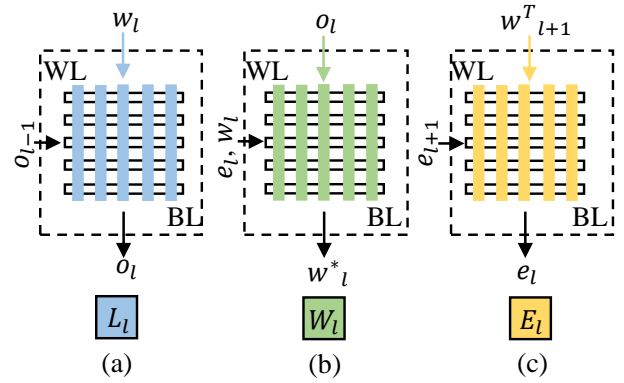 w_l
o_l
w^T_{l+1}
WL
WL
WL
o_{l-1}
e_l, w_l
e_{l+1}
BL
BL
BL
o_l
w^*_l
e_l
L_l
W_l
E_l
(a)
(b)
(c)